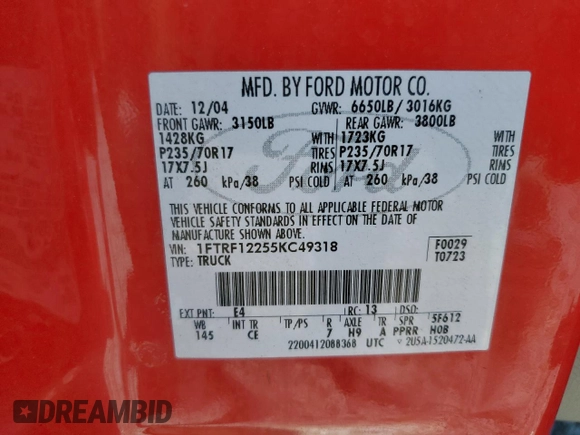 MFD. BY FORD MOTOR CO.
DATE: 12/04 GVWR: 6650LB/ 3016KG
FRONT GAWR: 3150LB REAR GAWR: 3800LB
1428KG WITH 1723KG WITH
P235/70R17 TIRES P235/70R17 TIRES
17X7.5J RIMS 17X7.5J RIMS
AT 260 kPa/38 PSI COLD AT 260 kPa/38 PSI COLD
THIS VEHICLE CONFORMS TO ALL APPLICABLE FEDERAL MOTOR
VEHICLE SAFETY STANDARDS IN EFFECT ON THE DATE OF
MANUFACTURE SHOWN ABOVE.
VIN: 1FTRF12255KC49318 F0029
TYPE: TRUCK T0723
Ford
EXT PNT: E4 RC: 13 DSO:
WB INT TR TP/PS R AXLE TR SPR 5F612
145 CE 7 H9 A PPRR H0B
2200412088368 UTC 2U5A-1520472-AA
DREAMBID